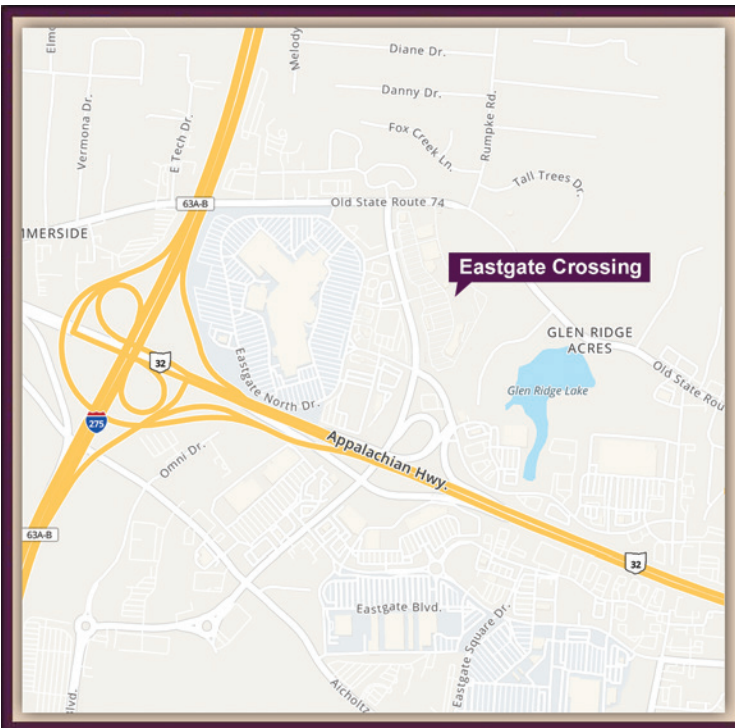 Elmo
Melody
Diane Dr.
Vermona Dr.
E Tech Dr.
Danny Dr.
Fox Creek Ln.
Rumpke Rd.
Tall Trees Dr.
63A-B
Old State Route 74
MMERSIDE
Eastgate Crossing
GLEN RIDGE
ACRES
32
Old State Rou
Eastgate North Dr.
Glen Ridge Lake
275
Omni Dr.
Appalachian Hwy.
63A-B
32
Eastgate Blvd.
Eastgate Square Dr.
Aicholtz
Blvd.